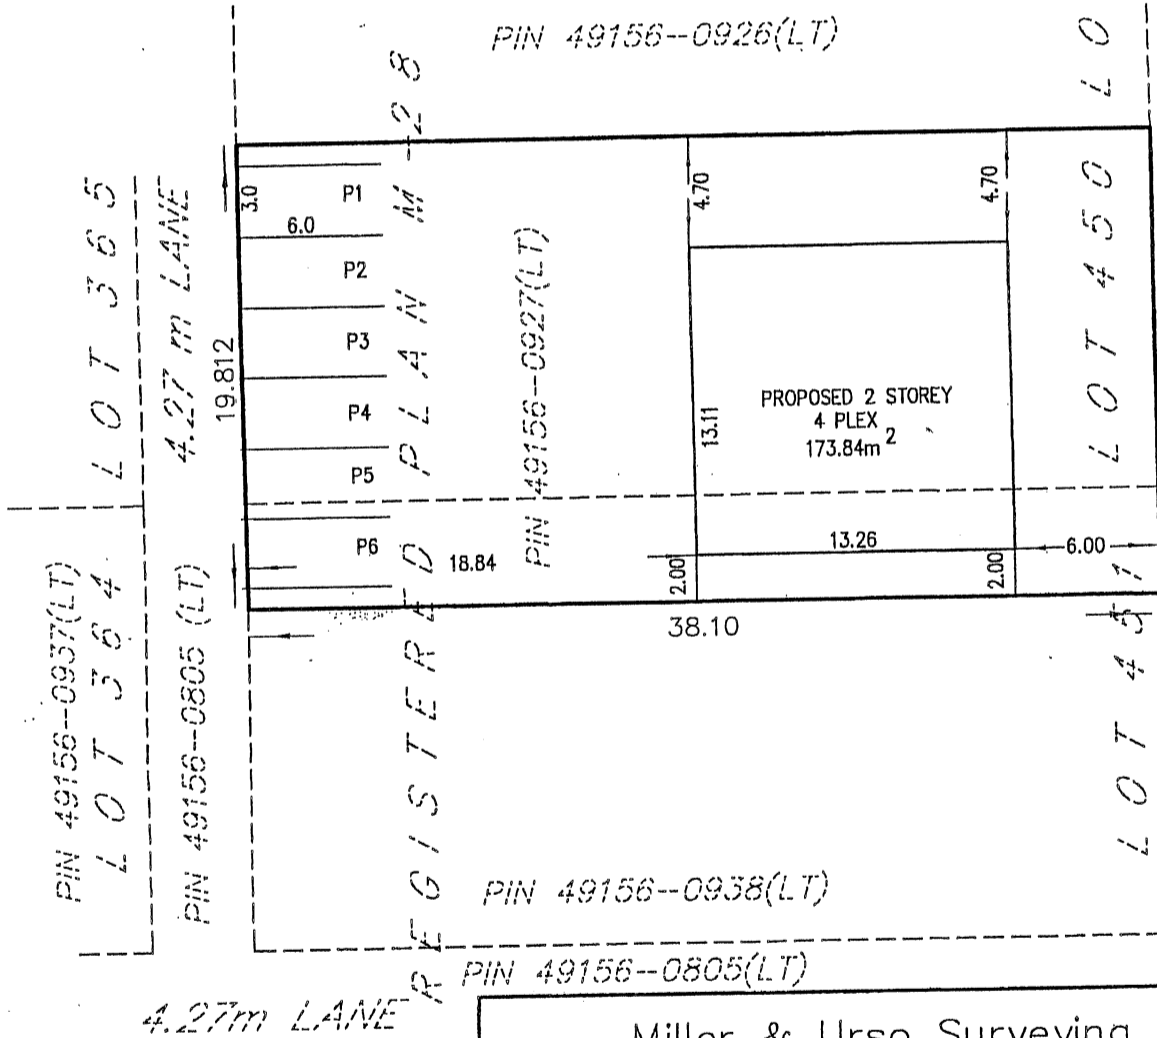 PIN 49156--0926(LT)
LO
3.0
P1
6.0
P2
P3
P4
P5
P6
4.70
4.70
LOT 365
4.27 m LANE
19.812
REGISTERED PLAN M-28
PIN 49156--0927(LT)
13.11
PROPOSED 2 STOREY
4 PLEX
173.84m2
LOT 450
18.84
13.26
6.00
2.00
2.00
38.10
PIN 49156--0937(LT)
LOT 364
PIN 49156--0805 (LT)
LOT 451
PIN 49156--0938(LT)
PIN 49156--0805(LT)
4.27m LANE
Miller & Urso Surveying